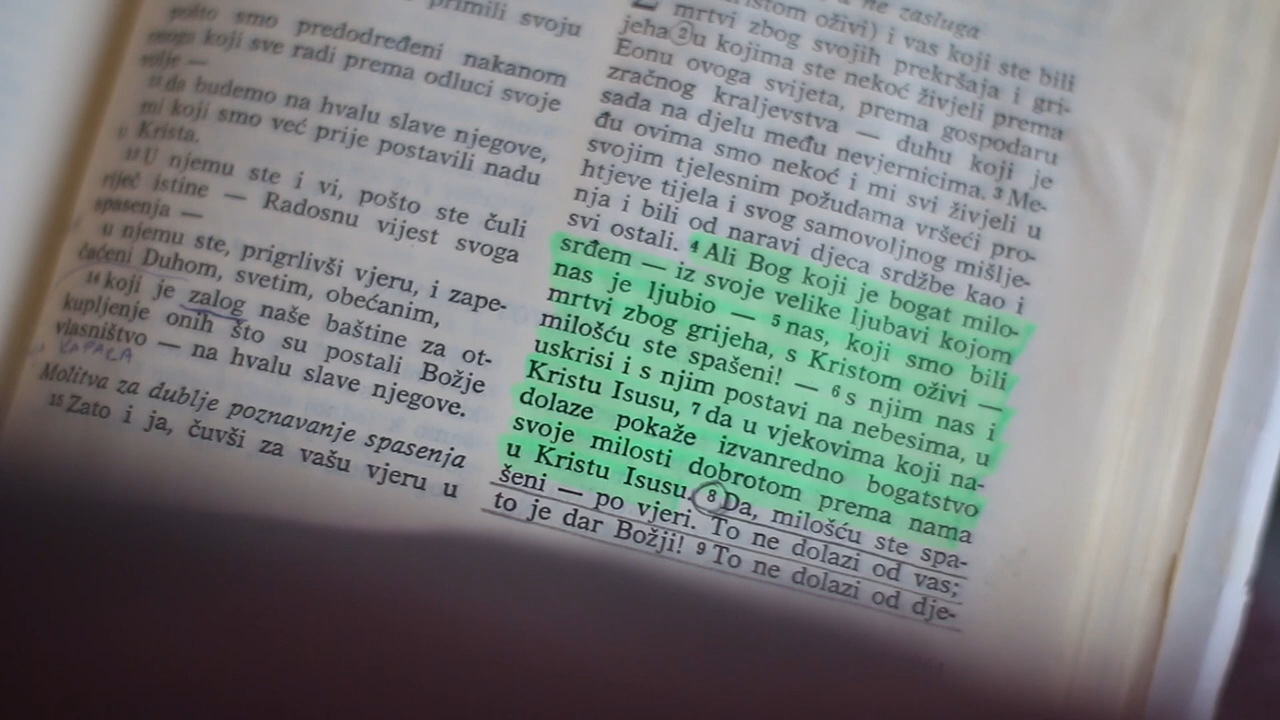 primili svoju
pošto smo predodređeni nakanom
koji sve radi prema odluci svoje
volje —
da budemo na hvalu slave njegove,
mi koji smo već prije postavili nadu
u Krista.
13 U njemu ste i vi, pošto ste čuli
riječ istine — Radosnu vijest svoga
spasenja —
u njemu ste, prigrlivši vjeru, i zape-
čaćeni Duhom, svetim, obećanim,
14 koji je zalog naše baštine za ot-
kupljenje onih što su postali Božje
vlasništvo — na hvalu slave njegove.
KAPARA
Molitva za dublje poznavanje spasenja
15 Zato i ja, čuvši za vašu vjeru u
ne zasluga
oživi) i vas koji ste bili
mrtvi zbog svojih prekršaja i gri-
jeha 2 u kojima ste nekoć živjeli prema
Eonu ovoga svijeta, prema gospodaru
zračnog kraljevstva — duhu koji je
sada na djelu među nevjernicima. 3 Me-
đu ovima smo nekoć i mi svi živjeli u
svojim tjelesnim požudama vršeći pro-
htjeve tijela i svog samovoljnog mišlje-
nja i bili od naravi djeca srdžbe kao i
svi ostali. 4 Ali Bog koji je bogat milo-
srđem — iz svoje velike ljubavi kojom
nas je ljubio — 5 nas, koji smo bili
mrtvi zbog grijeha, s Kristom oživi —
milošću ste spašeni! — 6 s njim nas i
uskrisi i s njim postavi na nebesima, u
Kristu Isusu, 7 da u vjekovima koji na-
dolaze pokaže izvanredno bogatstvo
svoje milosti dobrotom prema nama
u Kristu Isusu. 8 Da, milošću ste spa-
šeni — po vjeri. To ne dolazi od vas;
to je dar Božji! 9 To ne dolazi od dje-